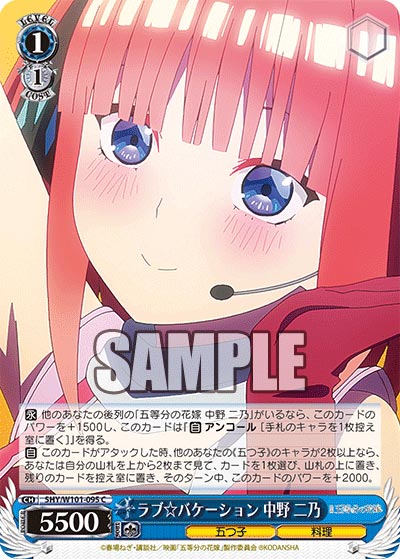 LEVEL
1
1
COST
SAMPLE
永 他のあなたの後列の「五等分の花嫁 中野 二乃」がいるなら、このカードの
パワーを+1500し、このカードは『自 アンコール [手札のキャラを1枚控え
室に置く]』を得る。
自 このカードがアタックした時、他のあなたの《五つ子》のキャラが2枚以上なら、
あなたは自分の山札を上から2枚まで見て、カードを1枚選び、山札の上に置き、
残りのカードを控え室に置き、そのターン中、このカードのパワーを+2000。
CH 5HY/W101-095 C
ラブ☆バケーション 中野 二乃
5500
五つ子
料理
©春場ねぎ・講談社/映画「五等分の花嫁」製作委員会 ©KODANSHA